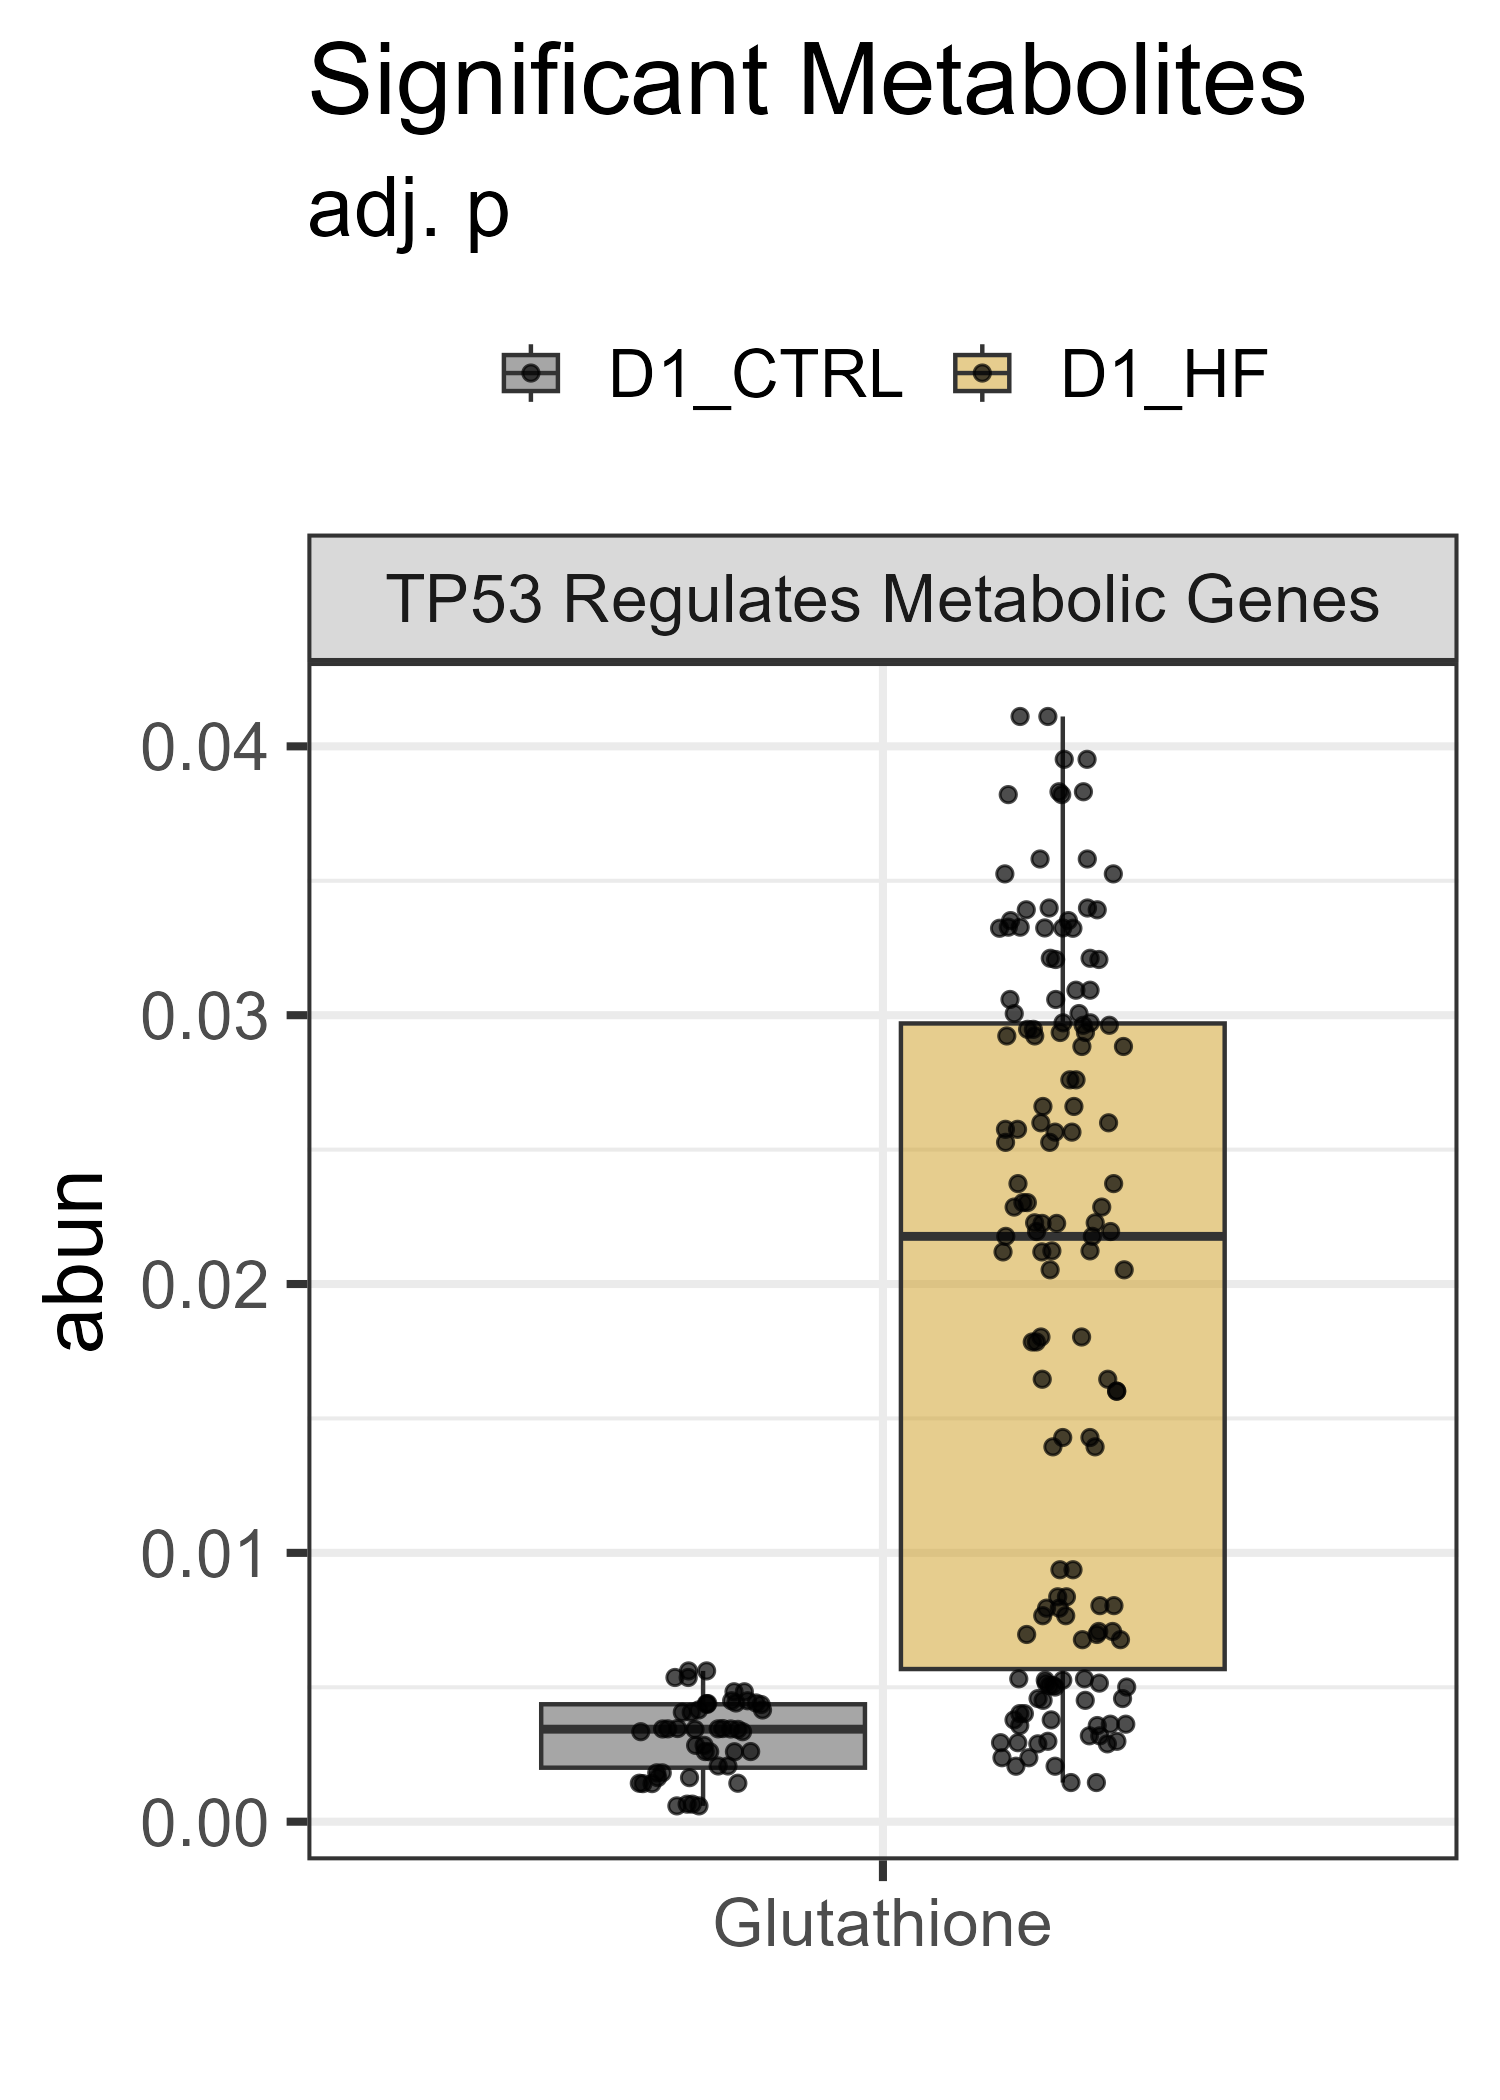 Significant Metabolites
adj. p
D1_CTRL D1_HF
TP53 Regulates Metabolic Genes
0.04
0.03
0.02
0.01
0.00
abun
Glutathione